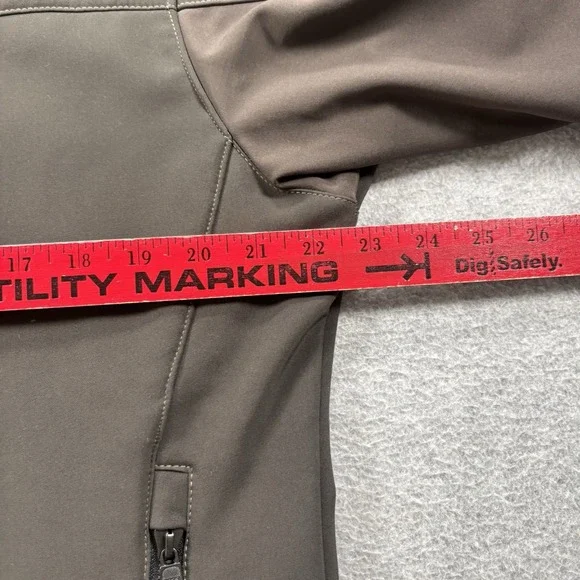 17 18 19 20 21 22 23 24 25 26
TILITY MARKING Dig Safely.